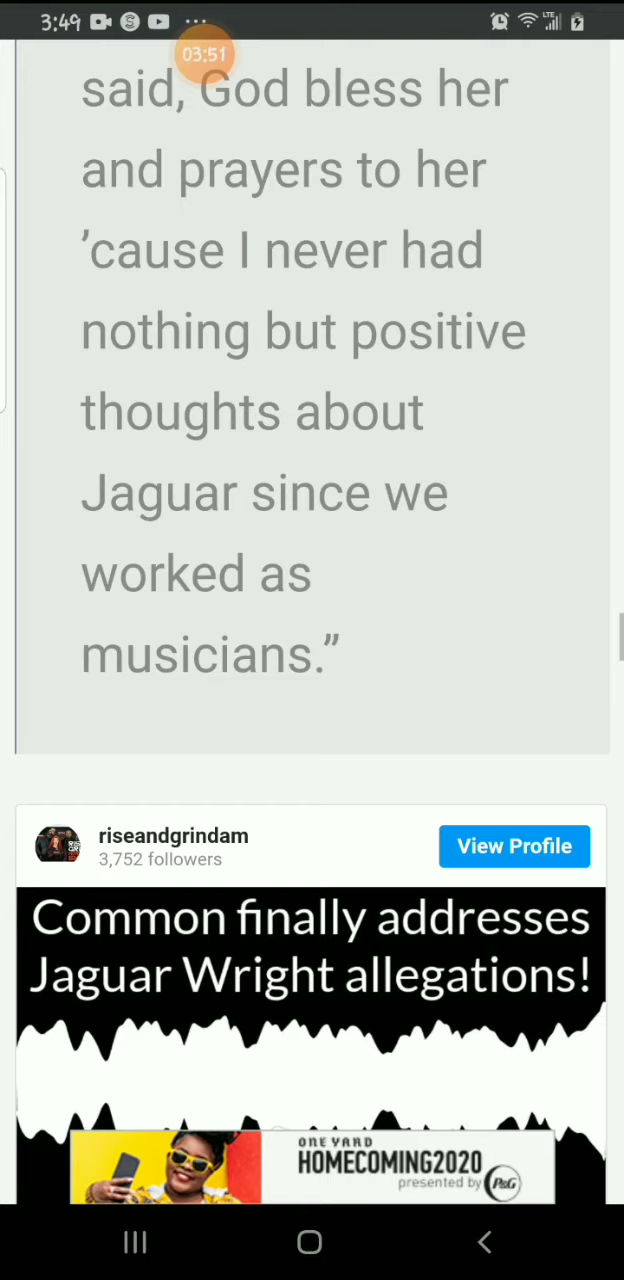 3:49
LTE
03:51
said, God bless her
and prayers to her
’cause I never had
nothing but positive
thoughts about
Jaguar since we
worked as
musicians.”
riseandgrindam
3,752 followers
View Profile
Common finally addresses
Jaguar Wright allegations!
ONE YARD
HOMECOMING2020
presented by P&G